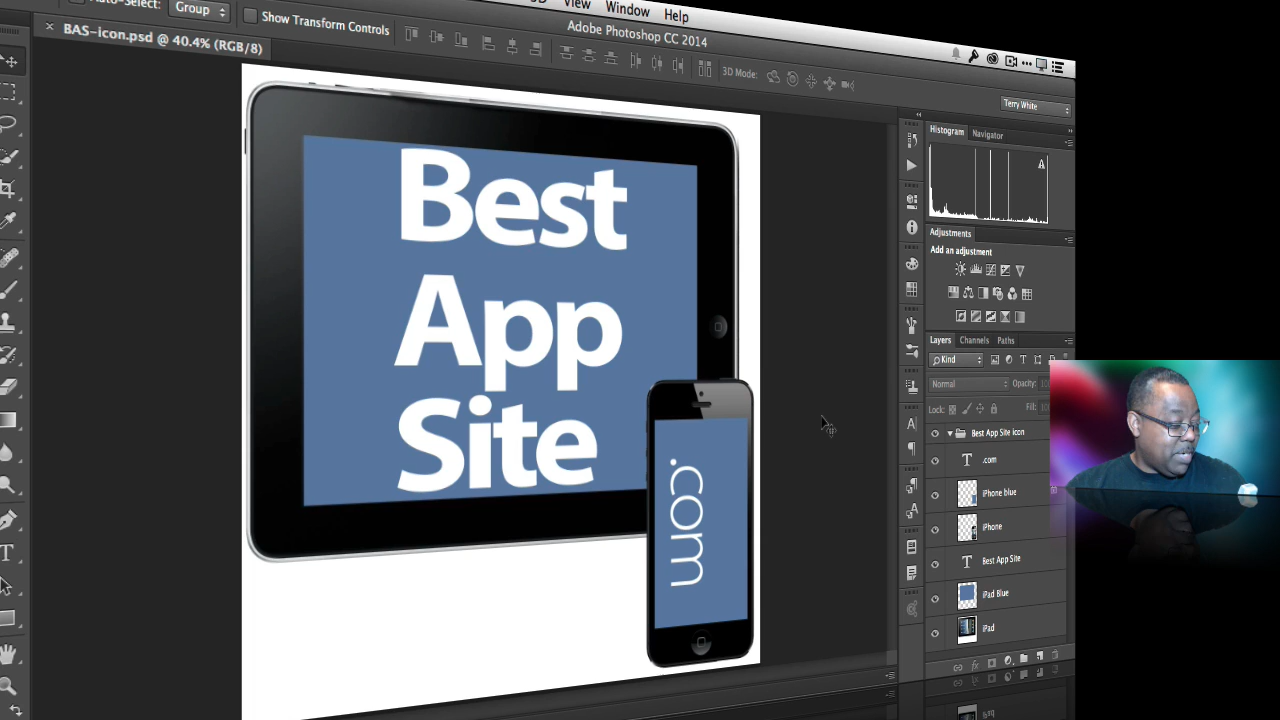 View Window Help
Auto-Select: Group Show Transform Controls
Adobe Photoshop CC 2014
3D Mode:
× BAS-icon.psd @ 40.4% (RGB/8)
Terry White
Best
App
Site
.com
Histogram Navigator
Adjustments
Add an adjustment
Layers Channels Paths
Kind
Normal Opacity:
Lock: Fill:
Best App Site icon
.com
iPhone blue
iPhone
Best App Site
iPad Blue
iPad